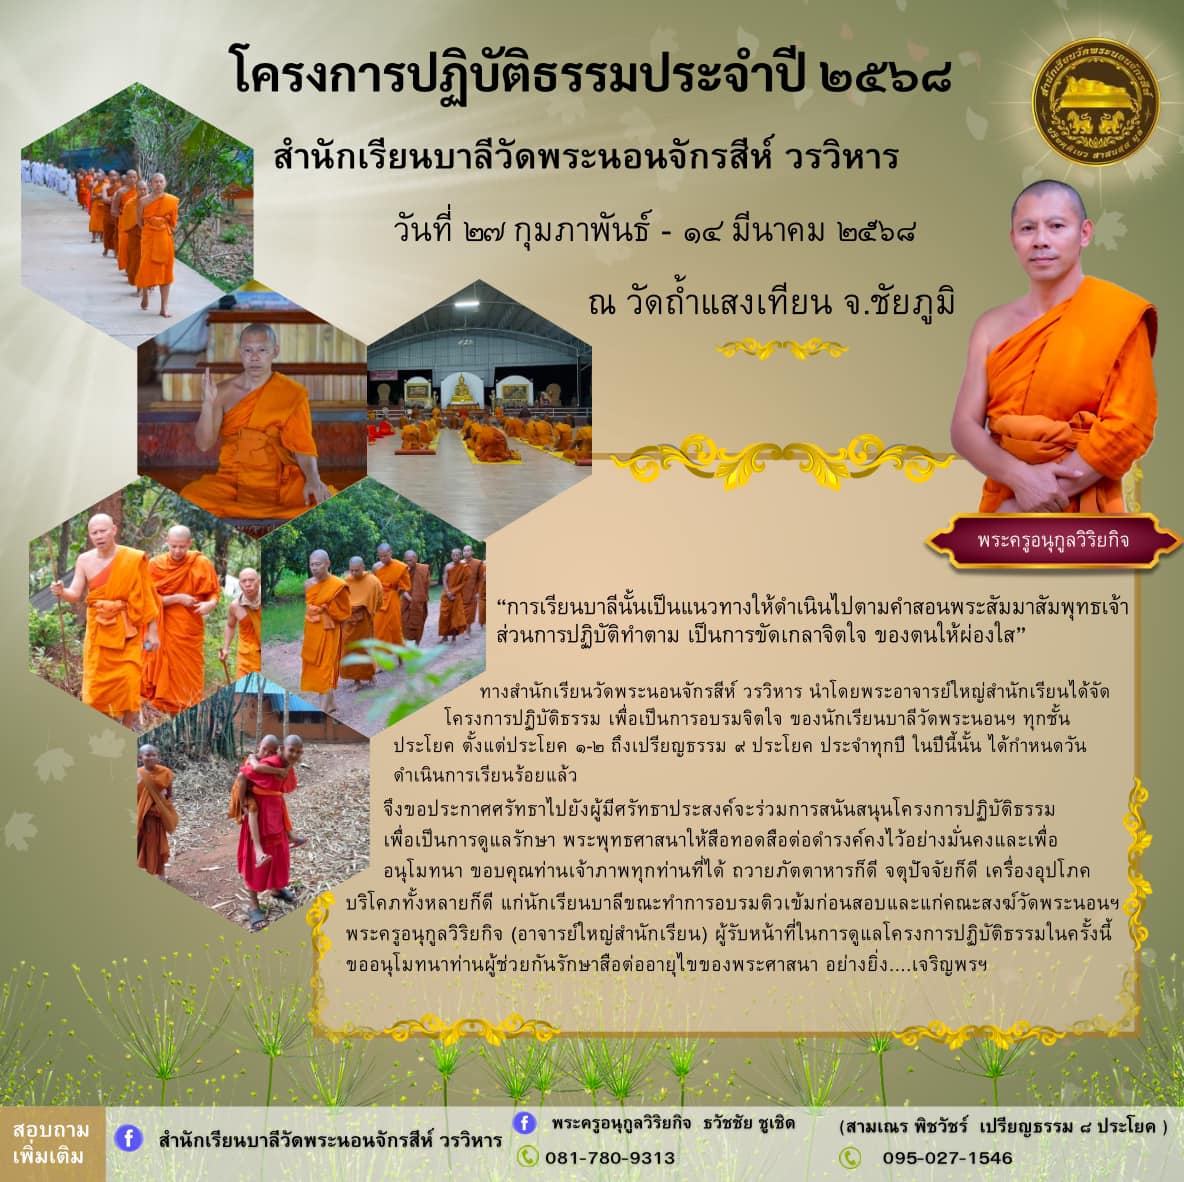 โครงการปฏิบัติธรรมประจำปี ๒๕๖๘
สำนักเรียนบาลีวัดพระนอนจักรสีห์ วรวิหาร
วันที่ ๒๗ กุมภาพันธ์ - ๑๔ มีนาคม ๒๕๖๘
ณ วัดถ้ำแสงเทียน จ.ชัยภูมิ
สำนักเรียนวัดพระนอนจักรสีห์
พระครูอนุกูลวิริยกิจ
“การเรียนบาลีนั้นเป็นแนวทางให้ดำเนินไปตามคำสอนพระสัมมาสัมพุทธเจ้า
ส่วนการปฏิบัติทำตาม เป็นการขัดเกลาจิตใจ ของตนให้ผ่องใส”
ทางสำนักเรียนวัดพระนอนจักรสีห์ วรวิหาร นำโดยพระอาจารย์ใหญ่สำนักเรียนได้จัด
โครงการปฏิบัติธรรม เพื่อเป็นการอบรมจิตใจ ของนักเรียนบาลีวัดพระนอนฯ ทุกชั้น
ประโยค ตั้งแต่ประโยค ๑-๒ ถึงเปรียญธรรม ๙ ประโยค ประจำทุกปี ในปีนี้นั้น ได้กำหนดวัน
ดำเนินการเรียนร้อยแล้ว
จึงขอประกาศศรัทธาไปยังผู้มีศรัทธาประสงค์จะร่วมการสนันสนุนโครงการปฏิบัติธรรม
เพื่อเป็นการดูแลรักษา พระพุทธศาสนาให้สือทอดสือต่อดำรงค์คงไว้อย่างมั่นคงและเพื่อ
อนุโมทนา ขอบคุณท่านเจ้าภาพทุกท่านที่ได้ ถวายภัตตาหารก็ดี จตุปัจจัยก็ดี เครื่องอุปโภค
บริโคภทั้งหลายก็ดี แก่นักเรียนบาลีขณะทำการอบรมติวเข้มก่อนสอบและแก่คณะสงฆ์วัดพระนอนฯ
พระครูอนุกูลวิริยกิจ (อาจารย์ใหญ่สำนักเรียน) ผู้รับหน้าที่ในการดูแลโครงการปฏิบัติธรรมในครั้งนี้
ขออนุโมทนาท่านผู้ช่วยกันรักษาสือต่ออายุไขของพระศาสนา อย่างยิ่ง....เจริญพรฯ
สอบถาม
เพิ่มเติม
สำนักเรียนบาลีวัดพระนอนจักรสีห์ วรวิหาร
พระครูอนุกูลวิริยกิจ ธวัชชัย ชูเชิด
081-780-9313
(สามเณร พิชวัชร์ เปรียญธรรม ๘ ประโยค )
095-027-1546